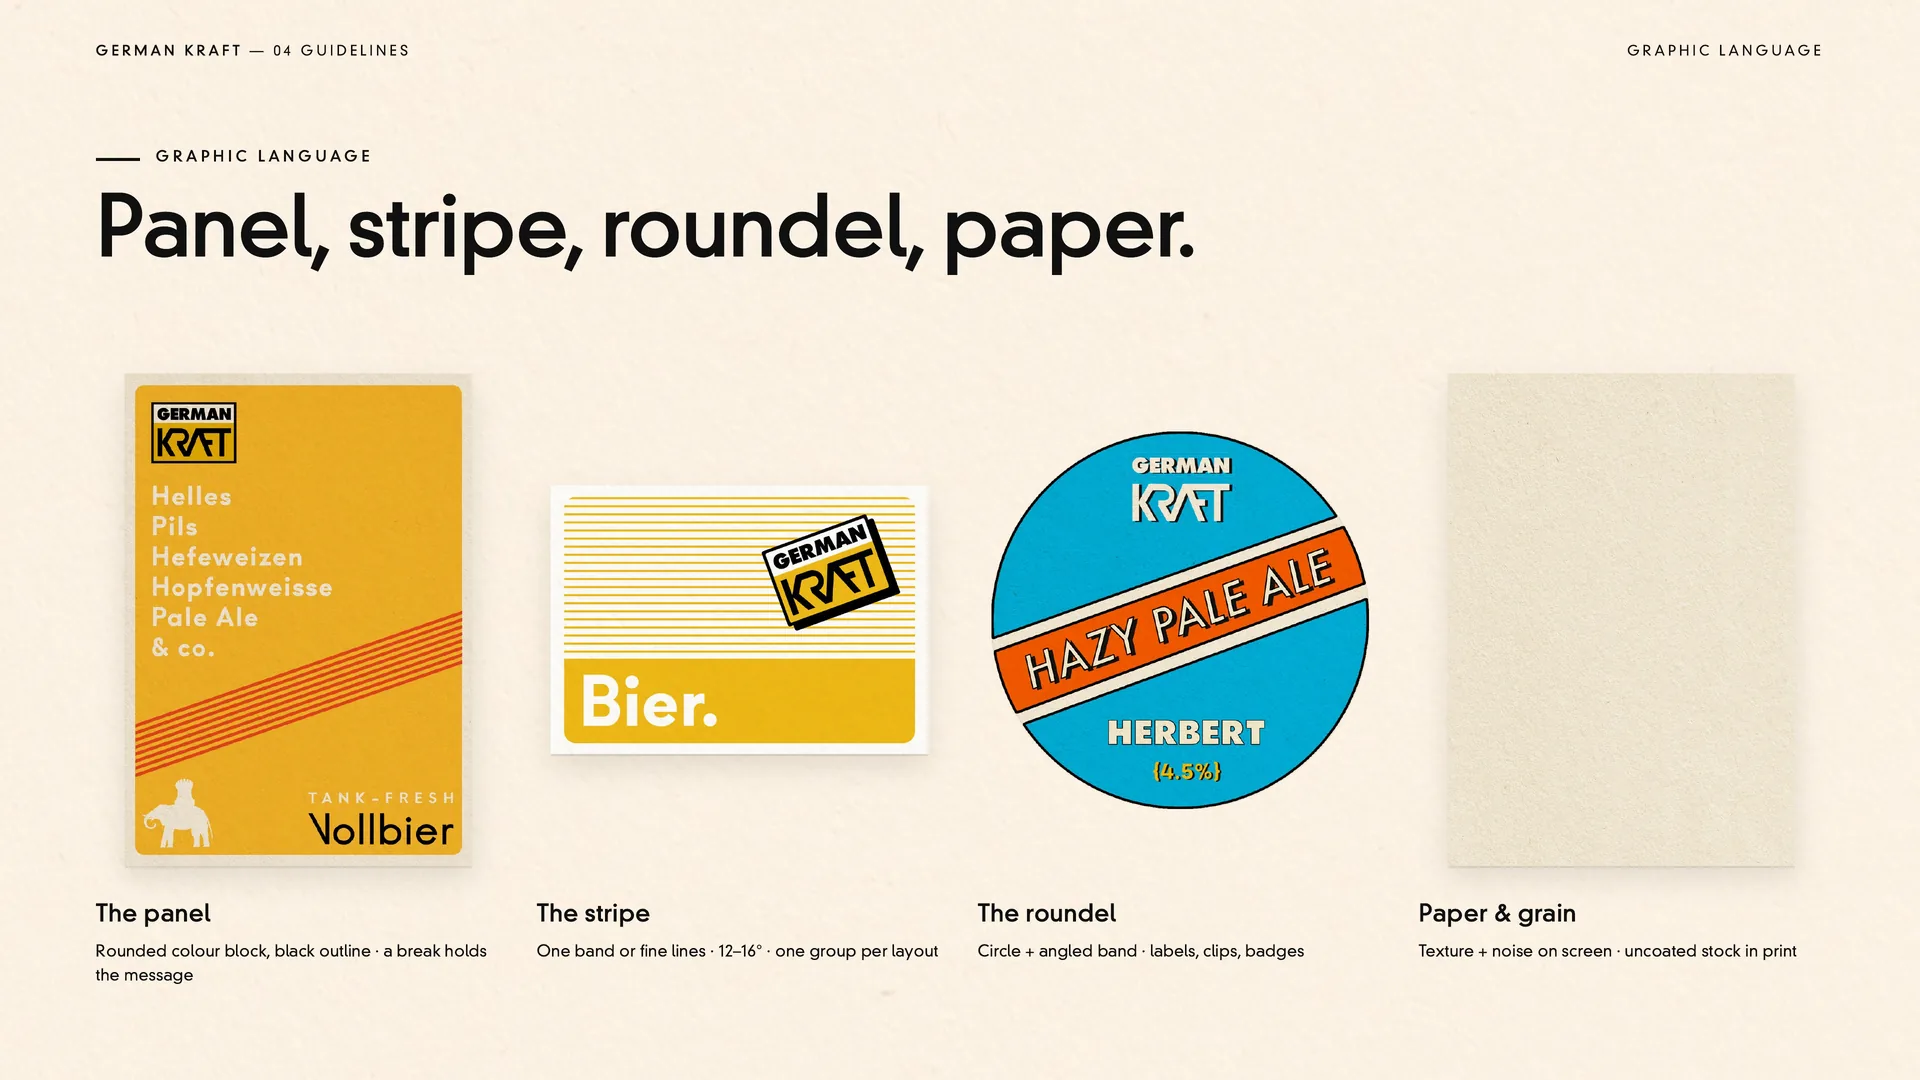 GERMAN KRAFT — 04 GUIDELINES
GRAPHIC LANGUAGE
GRAPHIC LANGUAGE
Panel, stripe, roundel, paper.
GERMAN
KRAFT
Helles
Pils
Hefeweizen
Hopfenweisse
Pale Ale
& co.
TANK-FRESH
Vollbier
GERMAN
KRAFT
Bier.
GERMAN
KRAFT
HAZY PALE ALE
HERBERT
{4.5%}
The panel
Rounded colour block, black outline · a break holds
the message
The stripe
One band or fine lines · 12–16° · one group per layout
The roundel
Circle + angled band · labels, clips, badges
Paper & grain
Texture + noise on screen · uncoated stock in print